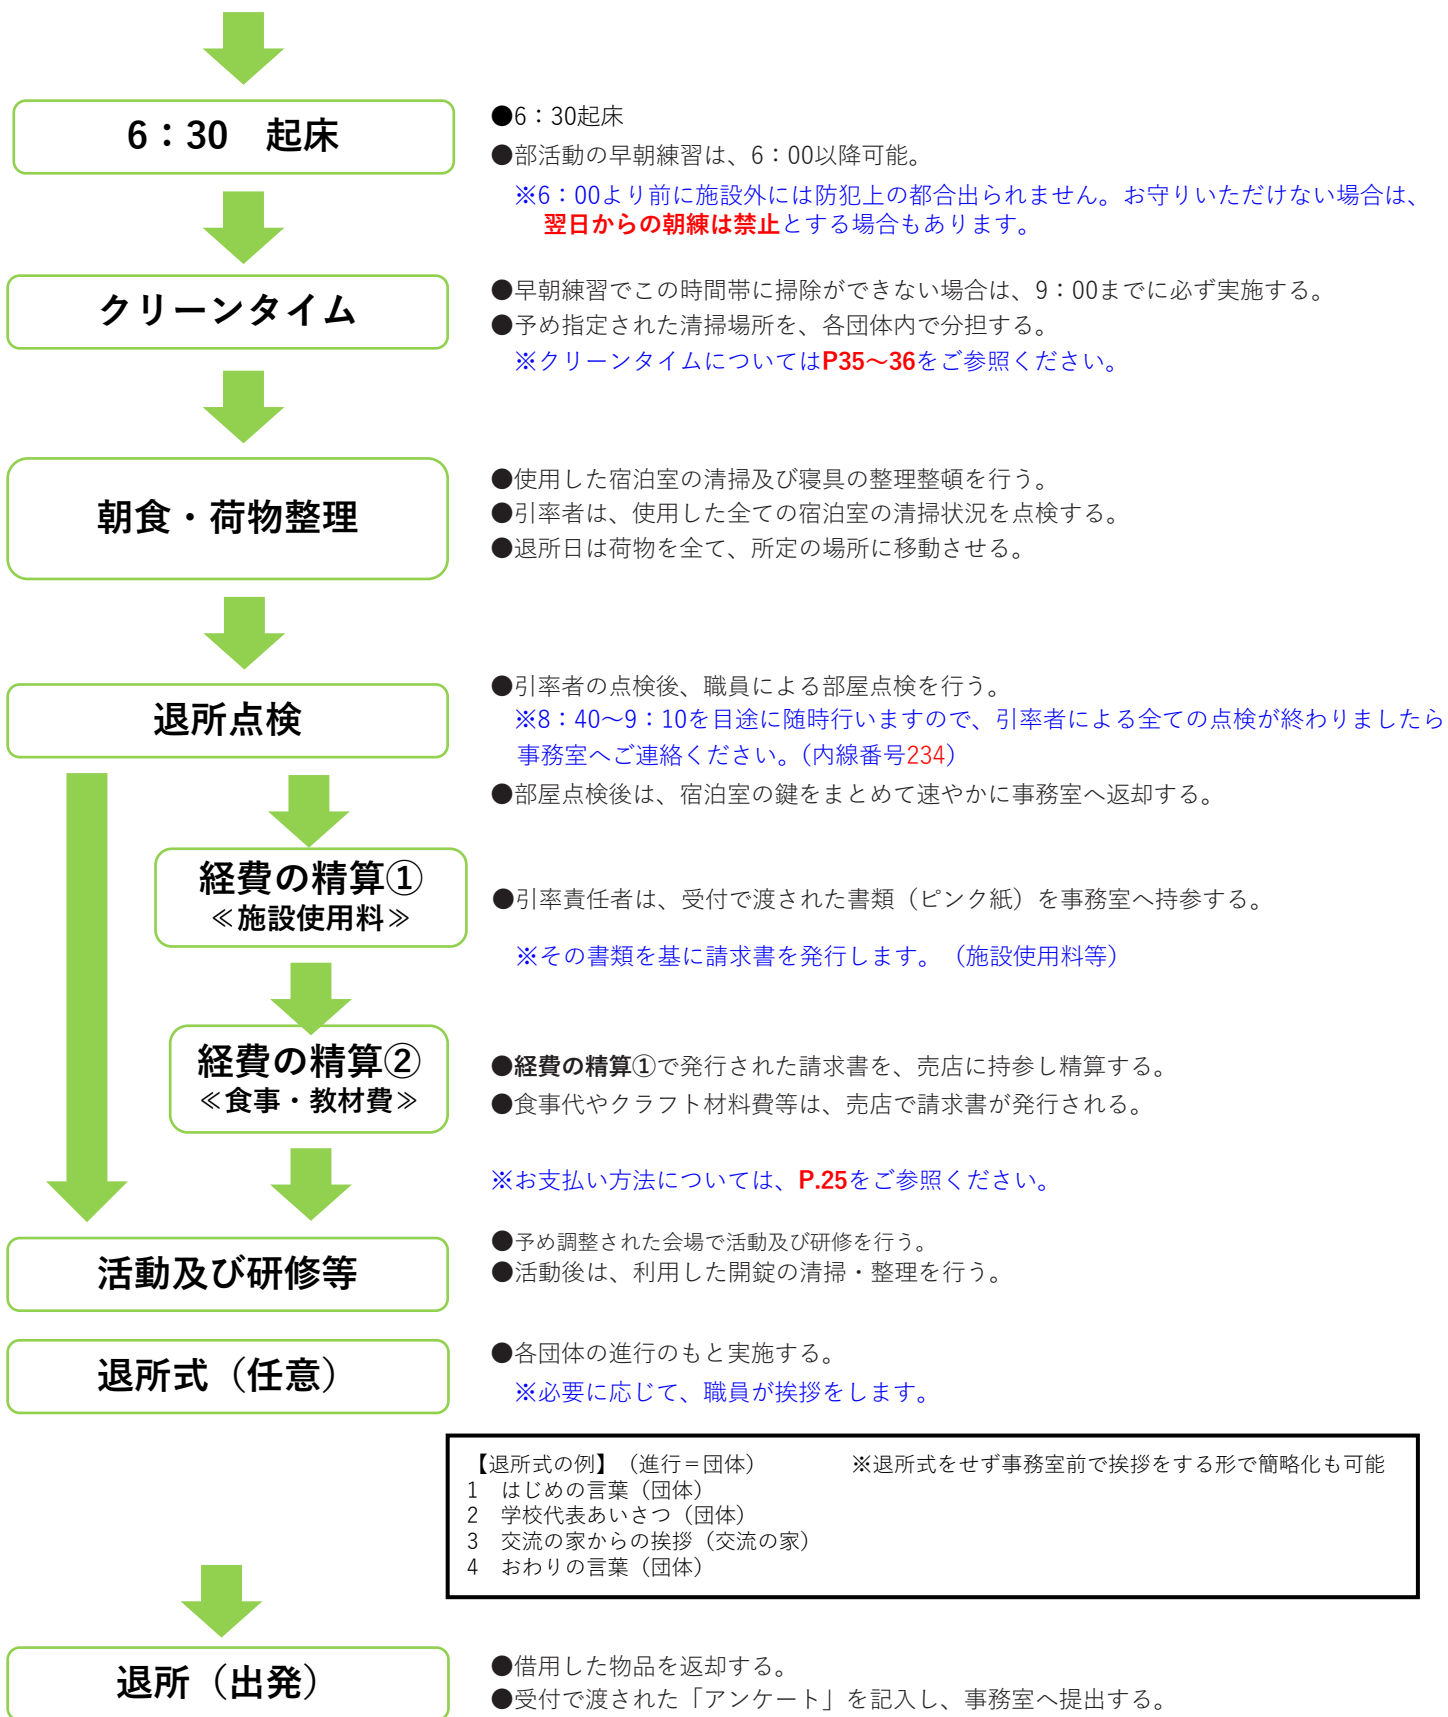 6：30　起床
●6：30起床
●部活動の早朝練習は、6：00以降可能。
※6：00より前に施設外には防犯上の都合出られません。お守りいただけない場合は、
翌日からの朝練は禁止とする場合もあります。
クリーンタイム
●早朝練習でこの時間帯に掃除ができない場合は、9：00までに必ず実施する。
●予め指定された清掃場所を、各団体内で分担する。
※クリーンタイムについてはP35～36をご参照ください。
朝食・荷物整理
●使用した宿泊室の清掃及び寝具の整理整頓を行う。
●引率者は、使用した全ての宿泊室の清掃状況を点検する。
●退所日は荷物を全て、所定の場所に移動させる。
退所点検
●引率者の点検後、職員による部屋点検を行う。
※8：40～9：10を目途に随時行いますので、引率者による全ての点検が終わりましたら
事務室へご連絡ください。（内線番号234）
●部屋点検後は、宿泊室の鍵をまとめて速やかに事務室へ返却する。
経費の精算①
≪施設使用料≫
●引率責任者は、受付で渡された書類（ピンク紙）を事務室へ持参する。
※その書類を基に請求書を発行します。（施設使用料等）
経費の精算②
≪食事・教材費≫
●経費の精算①で発行された請求書を、売店に持参し精算する。
●食事代やクラフト材料費等は、売店で請求書が発行される。
※お支払い方法については、P.25をご参照ください。
活動及び研修等
●予め調整された会場で活動及び研修を行う。
●活動後は、利用した開錠の清掃・整理を行う。
退所式（任意）
●各団体の進行のもと実施する。
※必要に応じて、職員が挨拶をします。
【退所式の例】（進行＝団体）　　　※退所式をせず事務室前で挨拶をする形で簡略化も可能
1　はじめの言葉（団体）
2　学校代表あいさつ（団体）
3　交流の家からの挨拶（交流の家）
4　おわりの言葉（団体）
退所（出発）
●借用した物品を返却する。
●受付で渡された「アンケート」を記入し、事務室へ提出する。